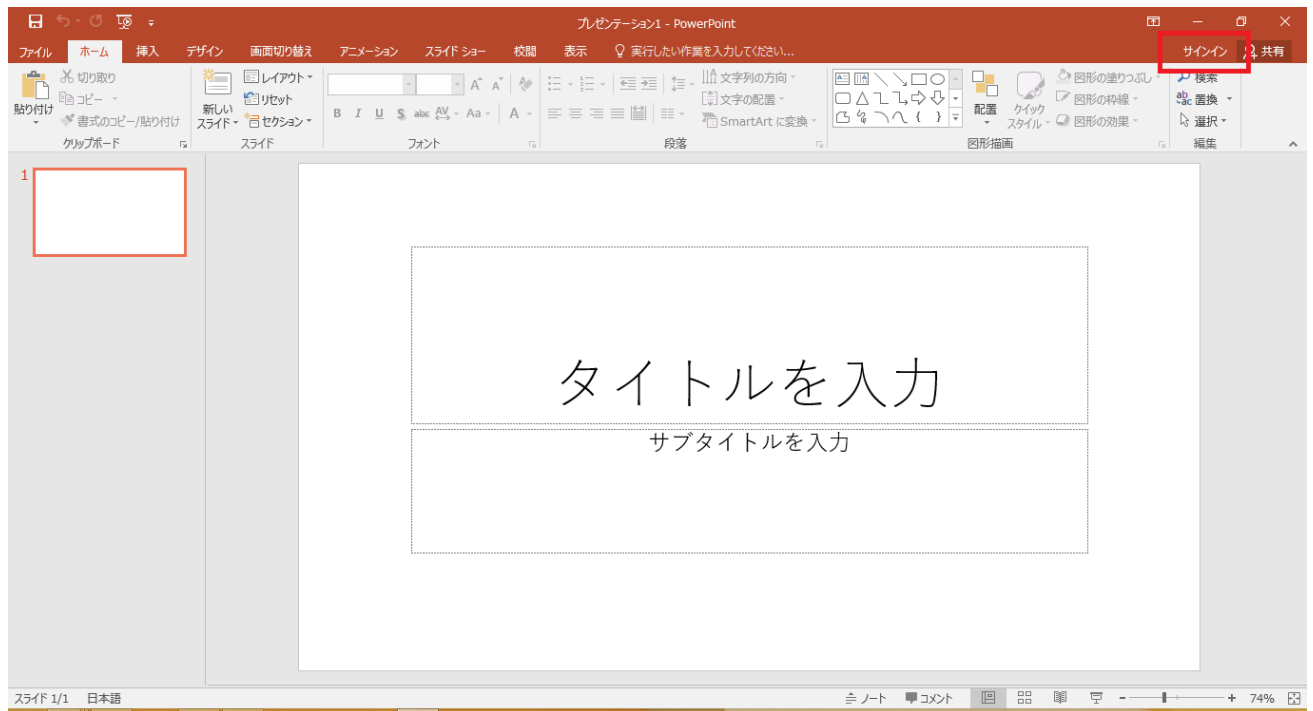 プレゼンテーション1 - PowerPoint
ファイル ホーム 挿入 デザイン 画面切り替え アニメーション スライド ショー 校閲 表示 実行したい作業を入力してください... サインイン 共有
貼り付け
切り取り
コピー
書式のコピー/貼り付け
クリップボード
新しい
スライド
レイアウト
リセット
セクション
スライド
A A
B I U S abc AV Aa A
フォント
文字列の方向
文字の配置
SmartArt に変換
段落
配置
クイック
スタイル
図形の塗りつぶし
図形の枠線
図形の効果
図形描画
検索
置換
選択
編集
1
タイトルを入力
サブタイトルを入力
スライド 1/1 日本語 ノート コメント 74%